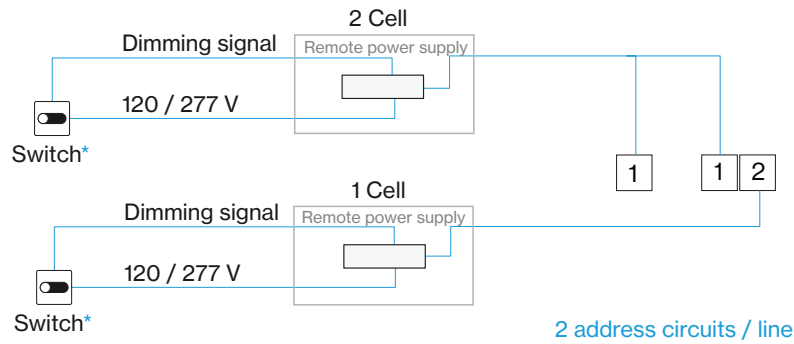 2 Cell
Dimming signal
Remote power supply
120 / 277 V
Switch*
1 1 2
1 Cell
Dimming signal
Remote power supply
120 / 277 V
Switch*
2 address circuits / line